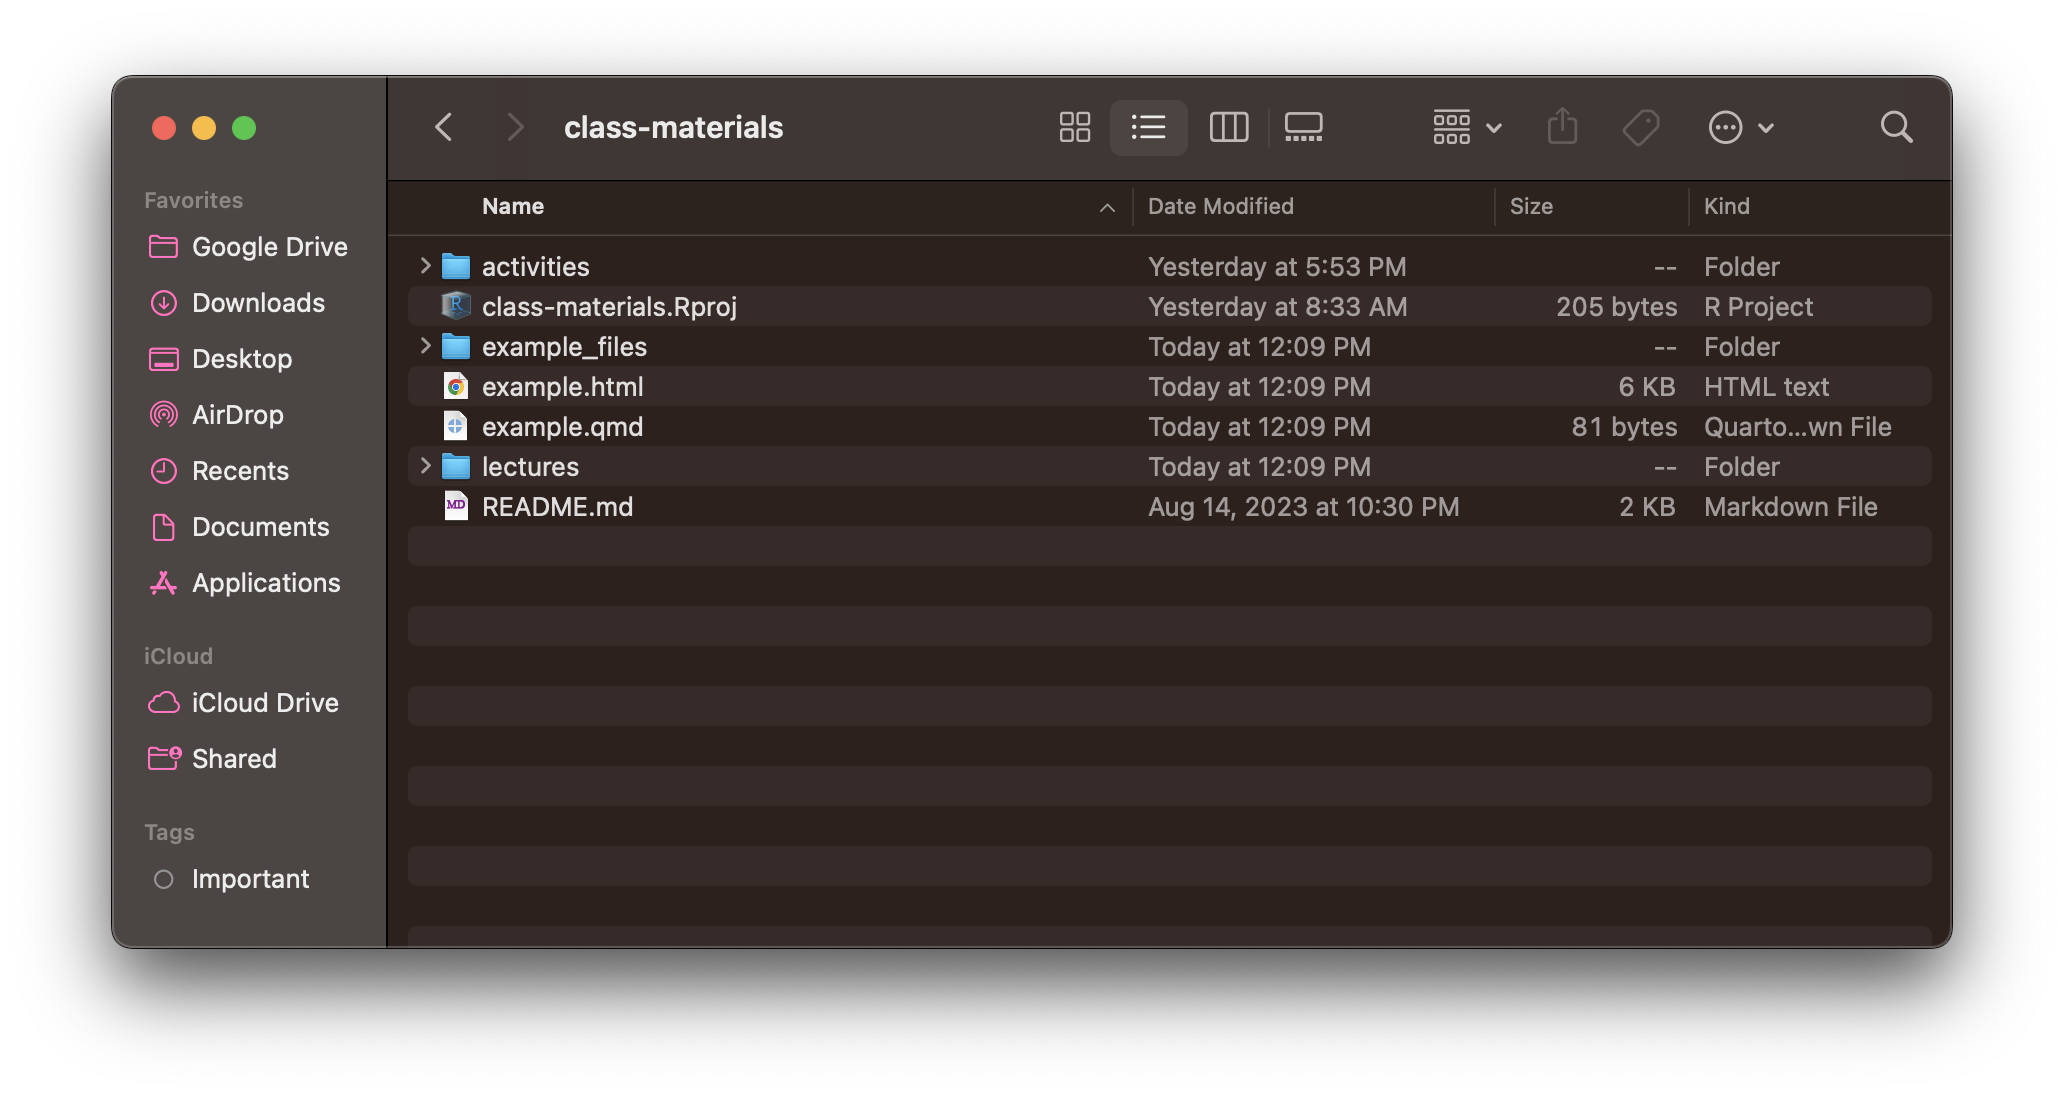 class-materials
Favorites
Google Drive
Downloads
Desktop
AirDrop
Recents
Documents
Applications
iCloud
iCloud Drive
Shared
Tags
Important
Name Date Modified Size Kind
activities Yesterday at 5:53 PM -- Folder
R class-materials.Rproj Yesterday at 8:33 AM 205 bytes R Project
example_files Today at 12:09 PM -- Folder
example.html Today at 12:09 PM 6 KB HTML text
example.qmd Today at 12:09 PM 81 bytes Quarto...wn File
lectures Today at 12:09 PM -- Folder
MD README.md Aug 14, 2023 at 10:30 PM 2 KB Markdown File